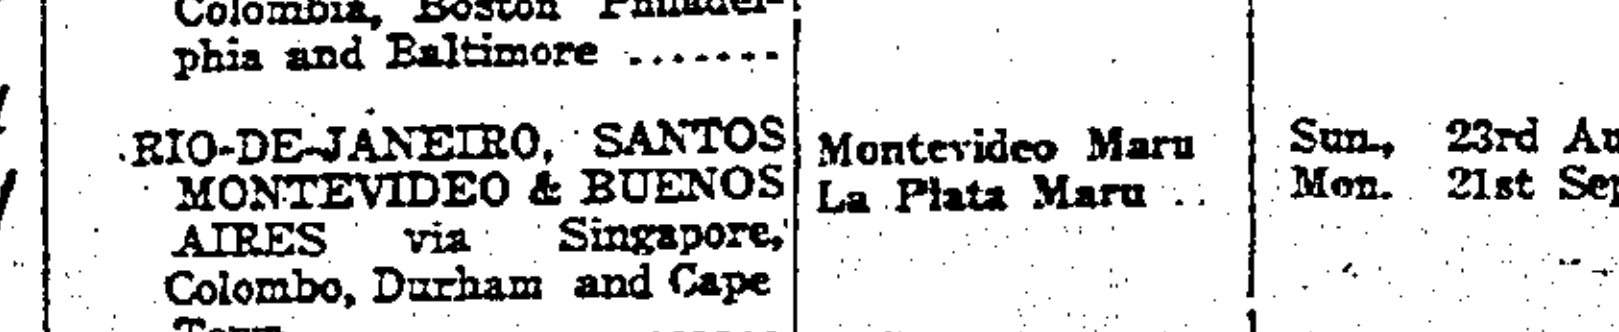 Colombia, Boston Philadel-
phia and Baltimore .......
RIO-DE-JANEIRO, SANTOS
MONTEVIDEO & BUENOS
AIRES via Singapore,
Colombo, Durham and Cape
Town
Montevideo Maru
La Plata Maru ..
Sun., 23rd Au
Mon. 21st Sep